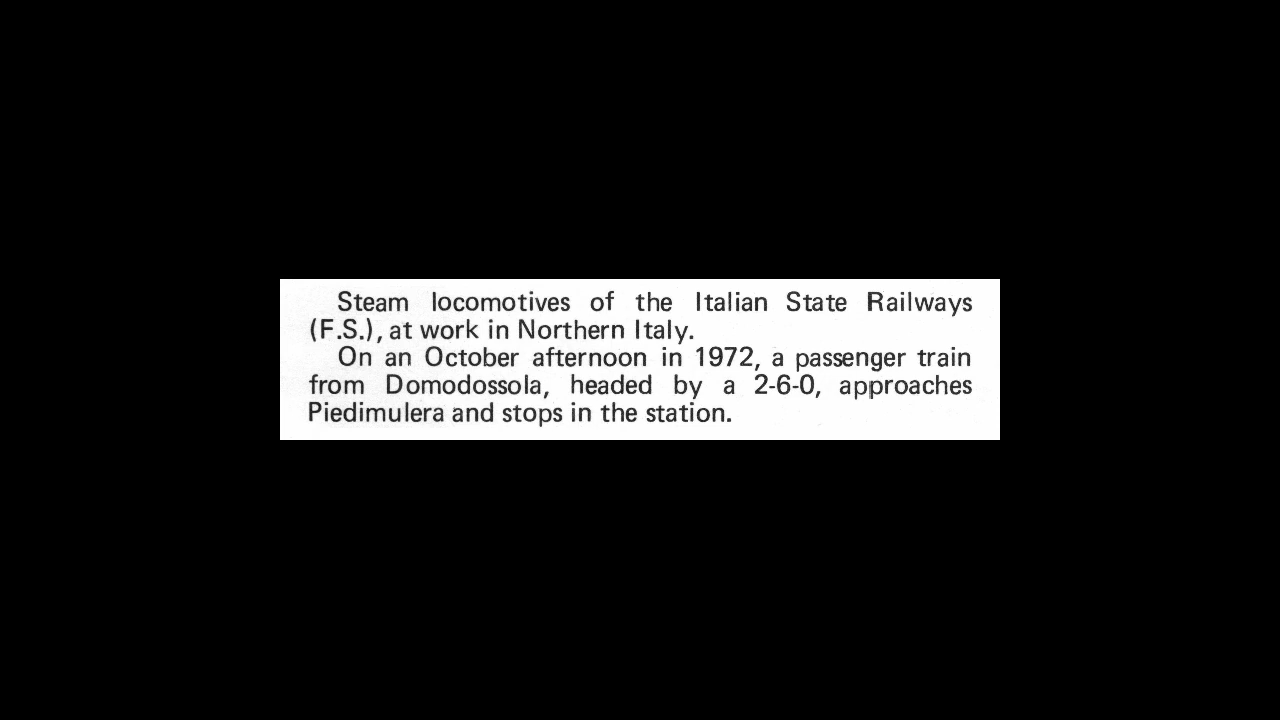 Steam locomotives of the Italian State Railways
(F.S.), at work in Northern Italy.
On an October afternoon in 1972, a passenger train
from Domodossola, headed by a 2-6-0, approaches
Piedimulera and stops in the station.